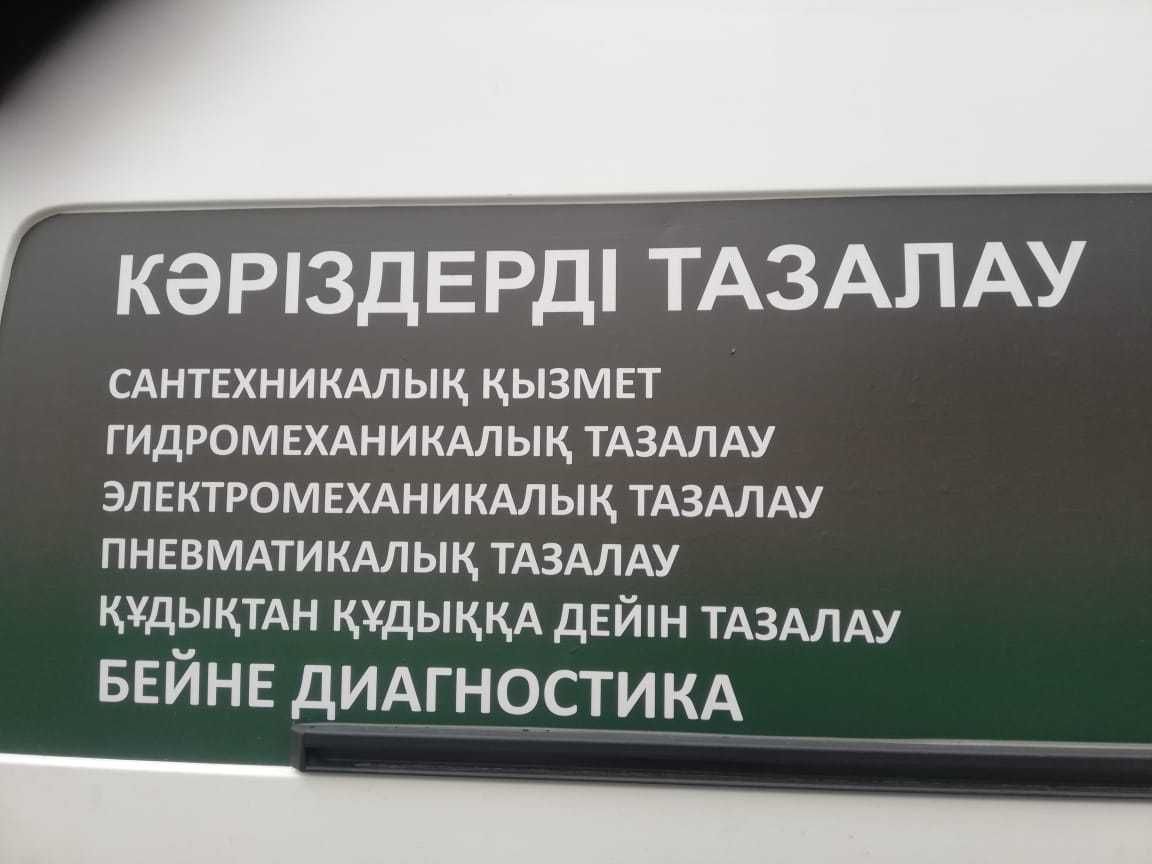 КӘРІЗДЕРДІ ТАЗАЛАУ
САНТЕХНИКАЛЫҚ ҚЫЗМЕТ
ГИДРОМЕХАНИКАЛЫҚ ТАЗАЛАУ
ЭЛЕКТРОМЕХАНИКАЛЫҚ ТАЗАЛАУ
ПНЕВМАТИКАЛЫҚ ТАЗАЛАУ
ҚҰДЫҚТАН ҚҰДЫҚҚА ДЕЙІН ТАЗАЛАУ
БЕЙНЕ ДИАГНОСТИКА